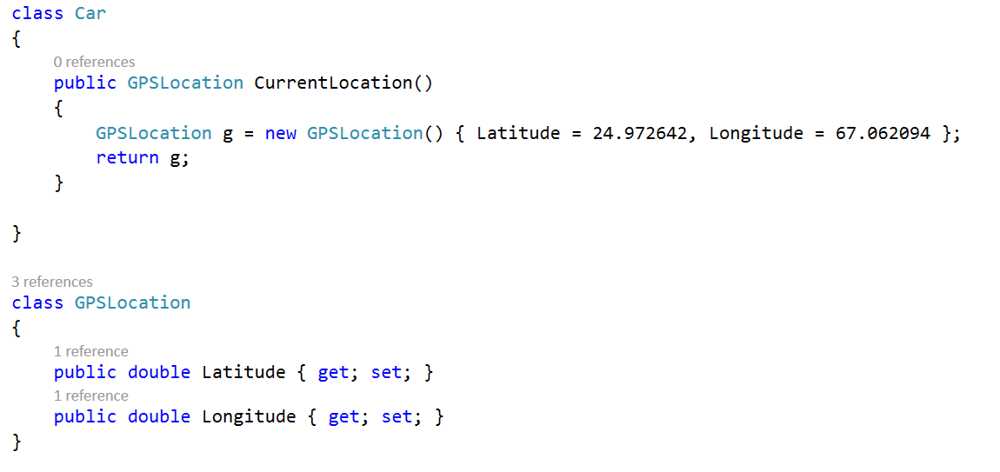 class Car
{
0 references
public GPSLocation CurrentLocation()
{
GPSLocation g = new GPSLocation() { Latitude = 24.972642, Longitude = 67.062094 };
return g;
}
}
3 references
class GPSLocation
{
1 reference
public double Latitude { get; set; }
1 reference
public double Longitude { get; set; }
}